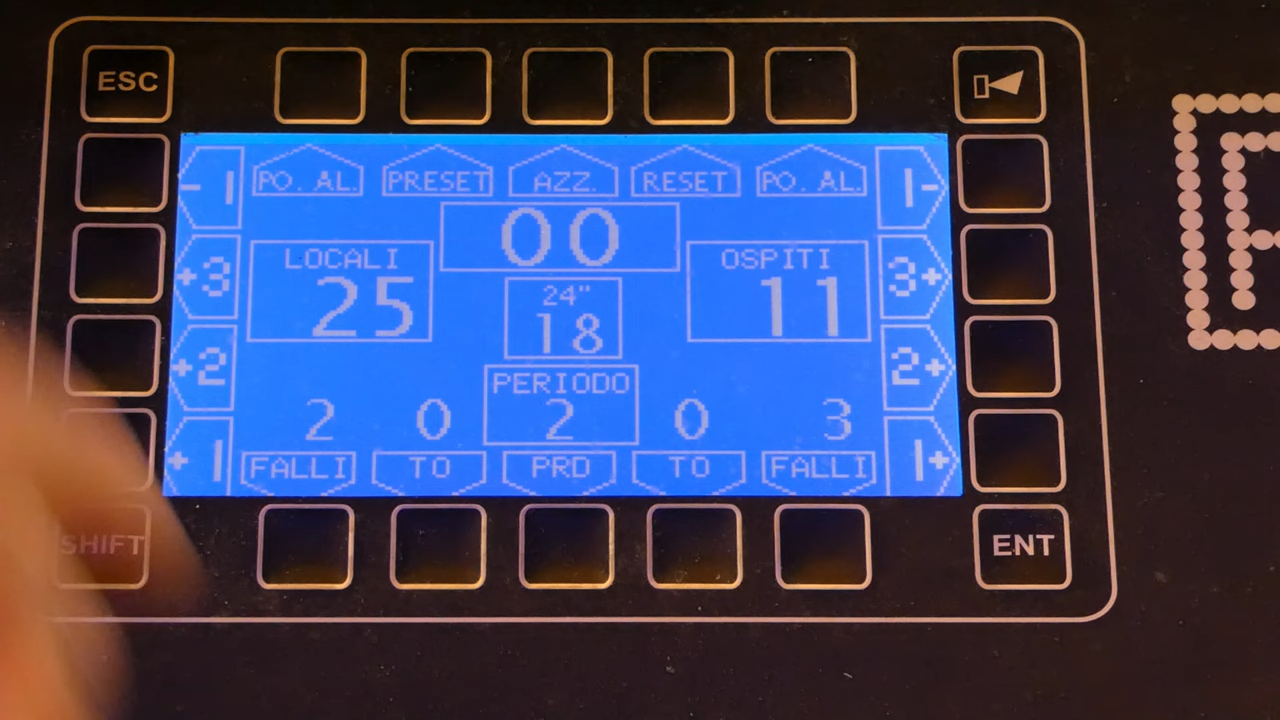 ESC
PO. AL. PRESET AZZ. RESET PO. AL.
-1 1-
00
LOCALI OSPITI
+3 25 24" 11 3+
18
+2 2+
PERIODO
2 0 2 0 3
+1 FALLI TO PRD TO FALLI 1+
SHIFT ENT